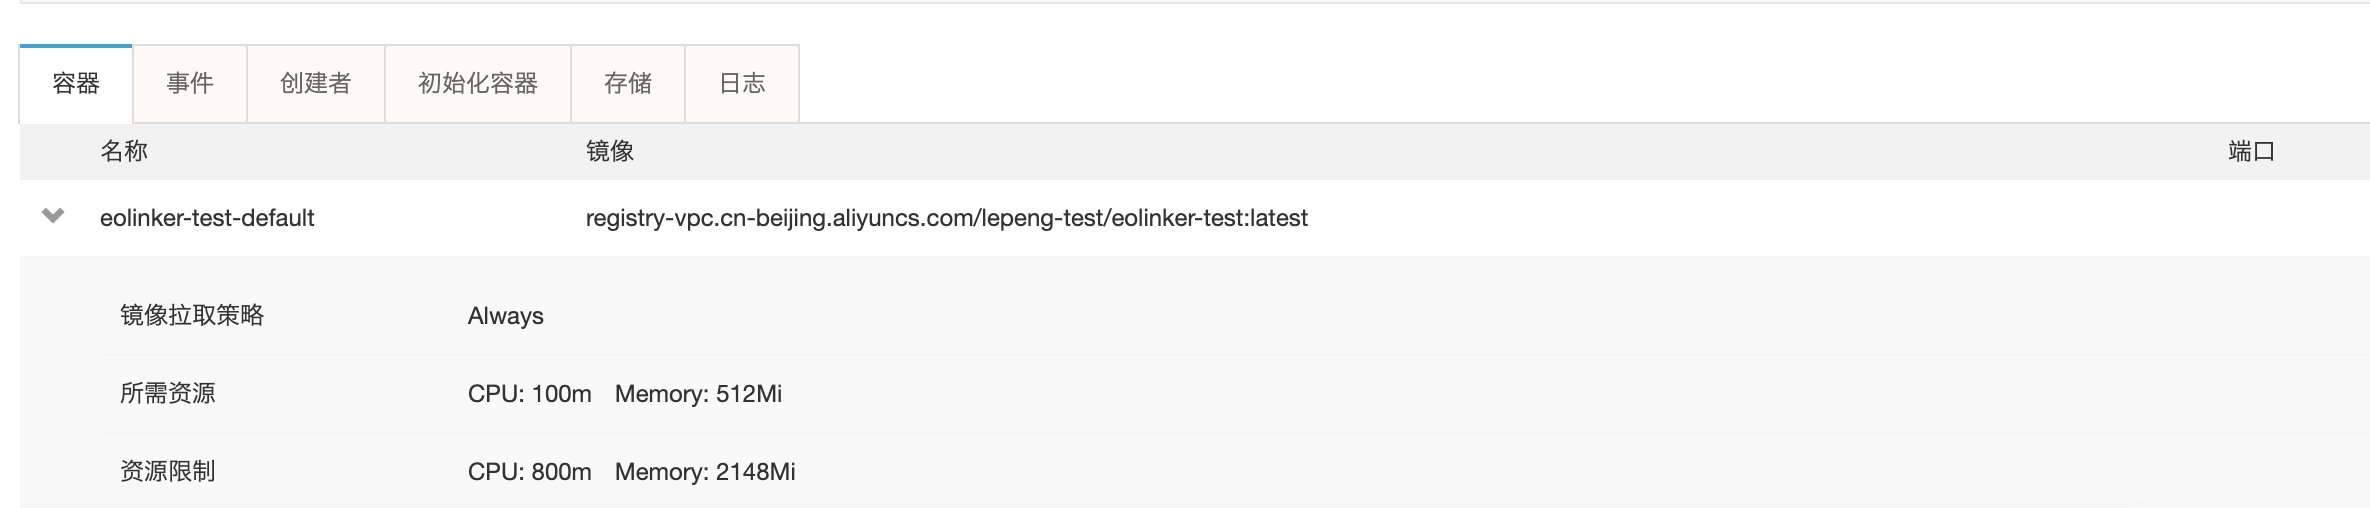 容器 事件 创建者 初始化容器 存储 日志
名称 镜像 端口
eolinker-test-default registry-vpc.cn-beijing.aliyuncs.com/lepeng-test/eolinker-test:latest
镜像拉取策略 Always
所需资源 CPU: 100m Memory: 512Mi
资源限制 CPU: 800m Memory: 2148Mi